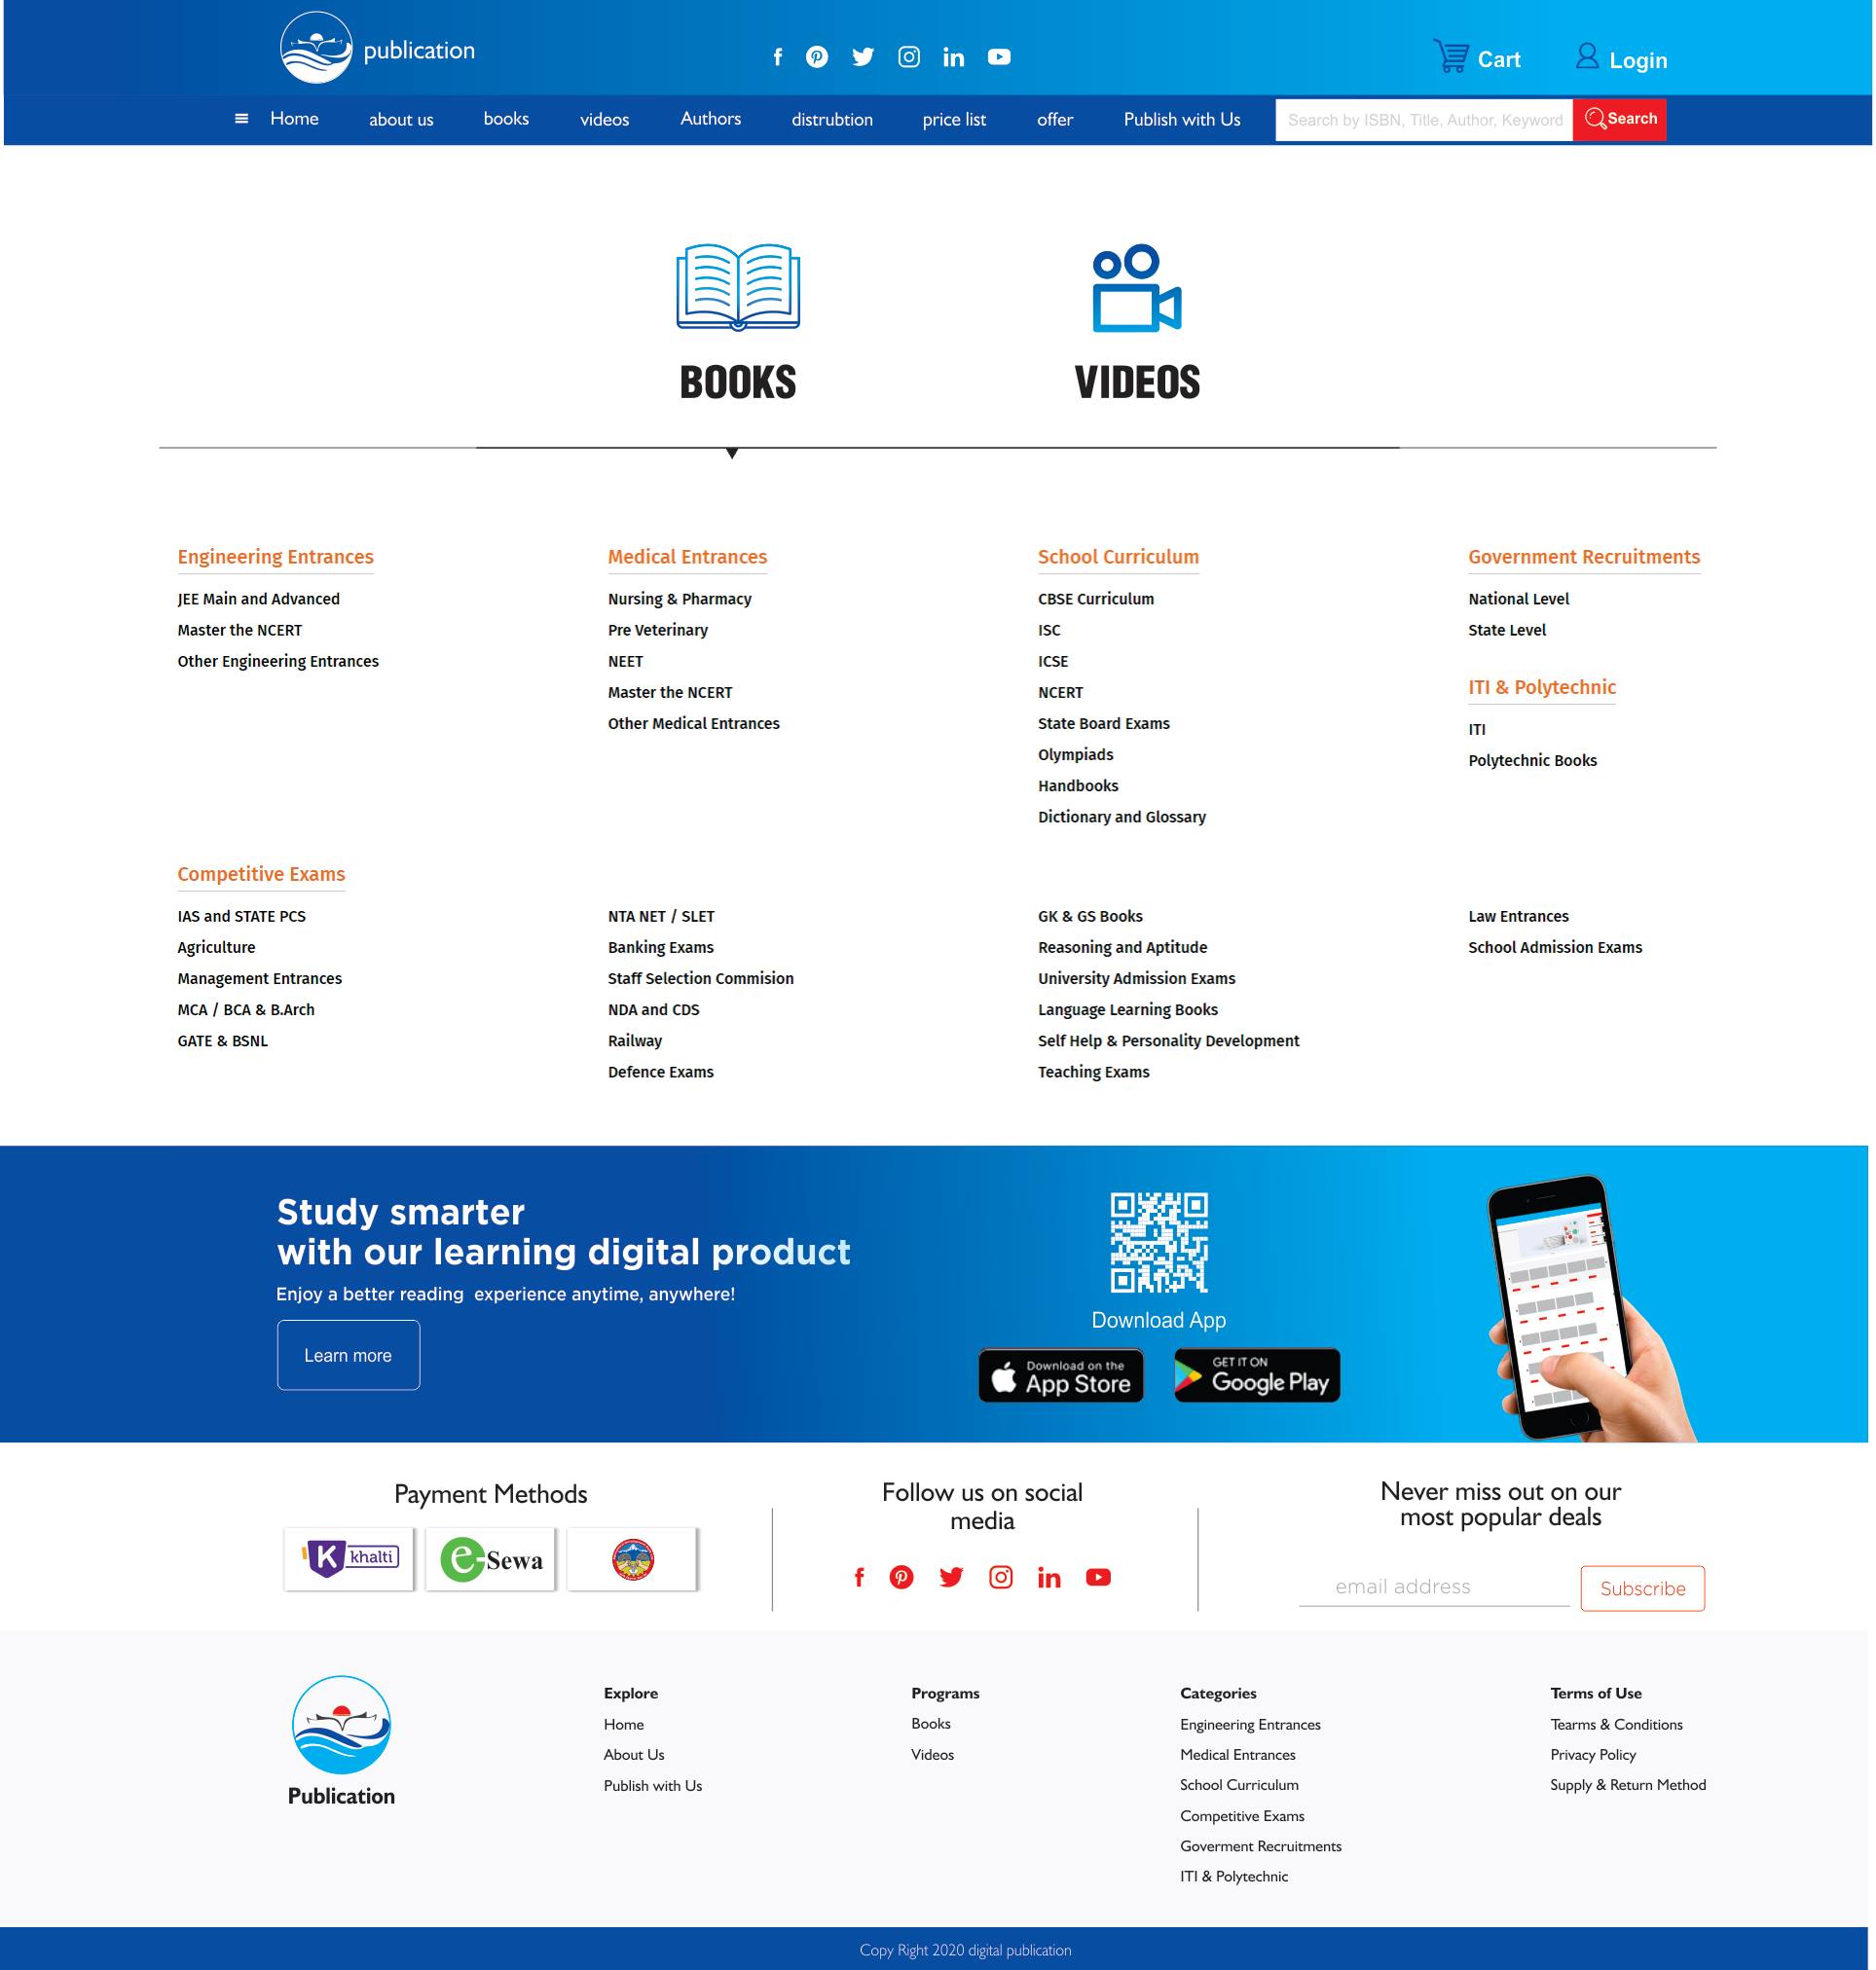 publication
Cart
Login
Home about us books videos Authors distrubtion price list offer Publish with Us
Search by ISBN, Title, Author, Keyword
Search
BOOKS
VIDEOS
Engineering Entrances
JEE Main and Advanced
Master the NCERT
Other Engineering Entrances
Medical Entrances
Nursing & Pharmacy
Pre Veterinary
NEET
Master the NCERT
Other Medical Entrances
School Curriculum
CBSE Curriculum
ISC
ICSE
NCERT
State Board Exams
Olympiads
Handbooks
Dictionary and Glossary
Government Recruitments
National Level
State Level
ITI & Polytechnic
ITI
Polytechnic Books
Competitive Exams
IAS and STATE PCS
Agriculture
Management Entrances
MCA / BCA & B.Arch
GATE & BSNL
NTA NET / SLET
Banking Exams
Staff Selection Commision
NDA and CDS
Railway
Defence Exams
GK & GS Books
Reasoning and Aptitude
University Admission Exams
Language Learning Books
Self Help & Personality Development
Teaching Exams
Law Entrances
School Admission Exams
Study smarter
with our learning digital product
Enjoy a better reading experience anytime, anywhere!
Learn more
Download App
Download on the
App Store
GET IT ON
Google Play
Payment Methods
K khalti
e-Sewa
Follow us on social
media
Never miss out on our
most popular deals
email address
Subscribe
Publication
Explore
Home
About Us
Publish with Us
Programs
Books
Videos
Categories
Engineering Entrances
Medical Entrances
School Curriculum
Competitive Exams
Goverment Recruitments
ITI & Polytechnic
Terms of Use
Tearms & Conditions
Privacy Policy
Supply & Return Method
Copy Right 2020 digital publication